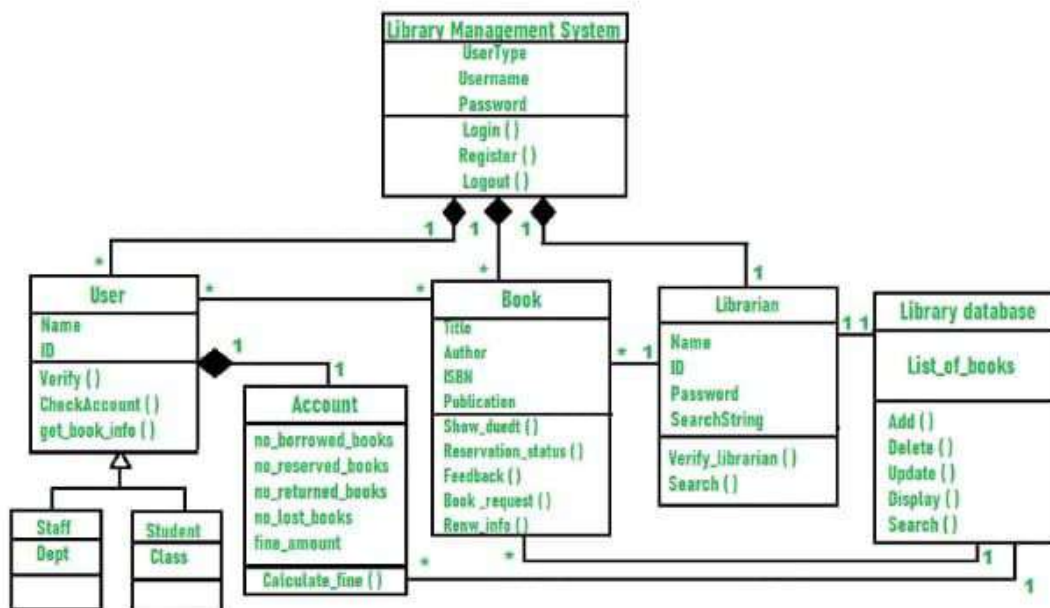 Library Management System
UserType
Username
Password
Login ( )
Register ( )
Logout ( )
1 1 1
* * 1
User
Name
ID
Verify ( )
CheckAccount ( )
get_book_info ( )
* *
1
1
Staff
Dept
Student
Class
Account
no_borrowed_books
no_reserved_books
no_returned_books
no_lost_books
fine_amount
Calculate_fine ( )
Book
Title
Author
ISBN
Publication
Show_duedt ( )
Reservation_status ( )
Feedback ( )
Book _request ( )
Renw_info ( )
* 1
Librarian
Name
ID
Password
SearchString
Verify_librarian ( )
Search ( )
1 1
Library database
List_of_books
Add ( )
Delete ( )
Update ( )
Display ( )
Search ( )
* 1
* 1